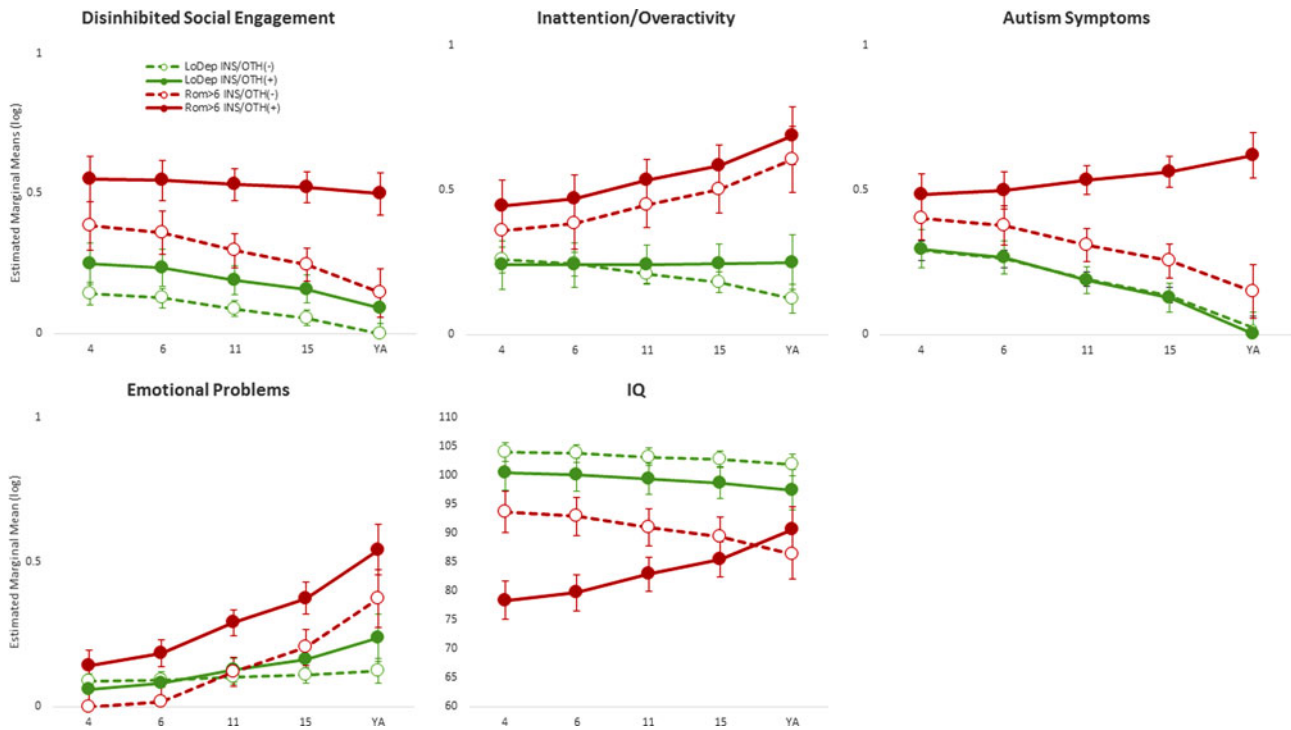 Disinhibited Social Engagement
Inattention/Overactivity
Autism Symptoms
Estimated Marginal Means (log)
1
0.5
0
LoDep INS/OTH(-)
LoDep INS/OTH(+)
Rom>6 INS/OTH(-)
Rom>6 INS/OTH(+)
4 6 11 15 YA
1
0.5
0
4 6 11 15 YA
1
0.5
0
4 6 11 15 YA
Emotional Problems
IQ
Estimated Marginal Mean (log)
1
0.5
0
4 6 11 15 YA
110
105
100
95
90
85
80
75
70
65
60
4 6 11 15 YA